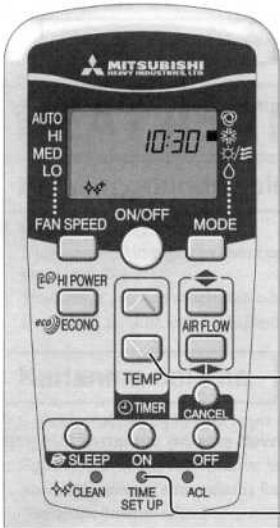 MITSUBISHI
HEAVY INDUSTRIES, LTD.
AUTO
HI
MED
LO
10:30
FAN SPEED
ON/OFF
MODE
HI POWER
eco ECONO
AIR FLOW
TEMP
TIMER
CANCEL
SLEEP
ON
OFF
CLEAN
TIME
SET UP
ACL